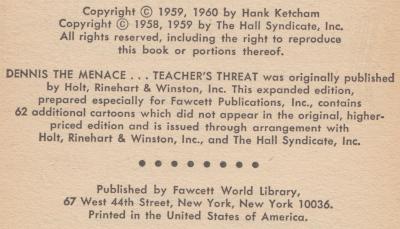 Copyright © 1959, 1960 by Hank Ketcham
Copyright © 1958, 1959 by The Hall Syndicate, Inc.
All rights reserved, including the right to reproduce
this book or portions thereof.
DENNIS THE MENACE . . . TEACHER'S THREAT was originally published
by Holt, Rinehart & Winston, Inc. This expanded edition,
prepared especially for Fawcett Publications, Inc., contains
62 additional cartoons which did not appear in the original, higher-
priced edition and is issued through arrangement with
Holt, Rinehart & Winston, Inc., and The Hall Syndicate, Inc.
Published by Fawcett World Library,
67 West 44th Street, New York, New York 10036.
Printed in the United States of America.